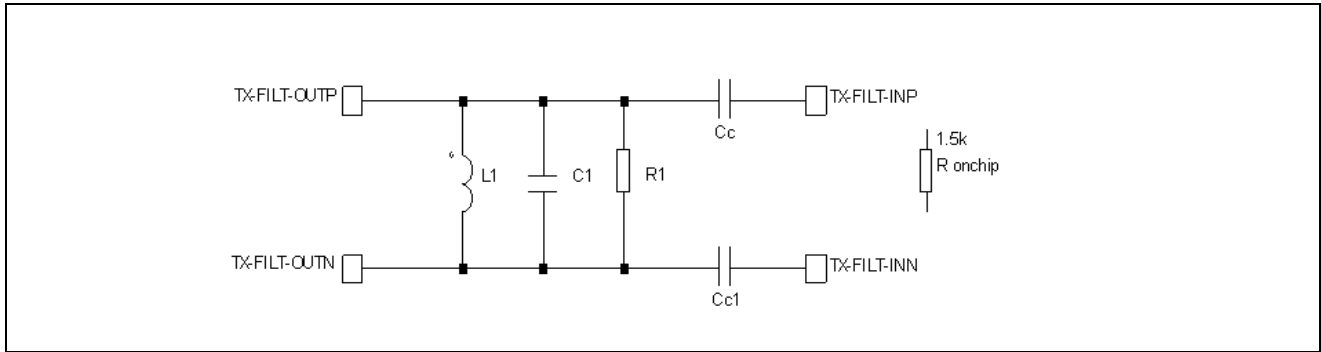 TX-FILT-OUTP
TX-FILT-INP
Cc
1.5k
R onchip
L1
C1
R1
TX-FILT-OUTN
TX-FILT-INN
Cc1